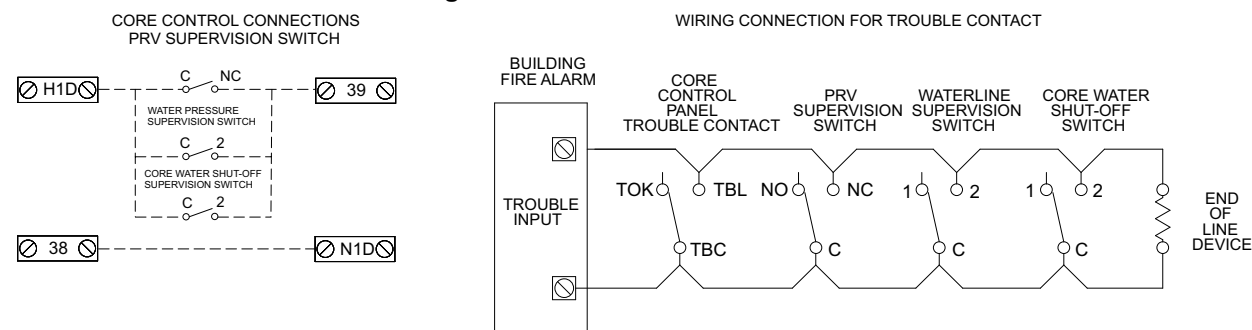 CORE CONTROL CONNECTIONS
PRV SUPERVISION SWITCH
H1D
C NC
39
WATER PRESSURE
SUPERVISION SWITCH
C 2
CORE WATER SHUT-OFF
SUPERVISION SWITCH
C 2
38
N1D
WIRING CONNECTION FOR TROUBLE CONTACT
BUILDING
FIRE ALARM
TROUBLE
INPUT
CORE
CONTROL
PANEL
TROUBLE CONTACT
PRV
SUPERVISION
SWITCH
WATERLINE
SUPERVISION
SWITCH
CORE WATER
SHUT-OFF
SWITCH
TOK TBL NO NC 1 2 1 2
TBC C C C
END
OF
LINE
DEVICE